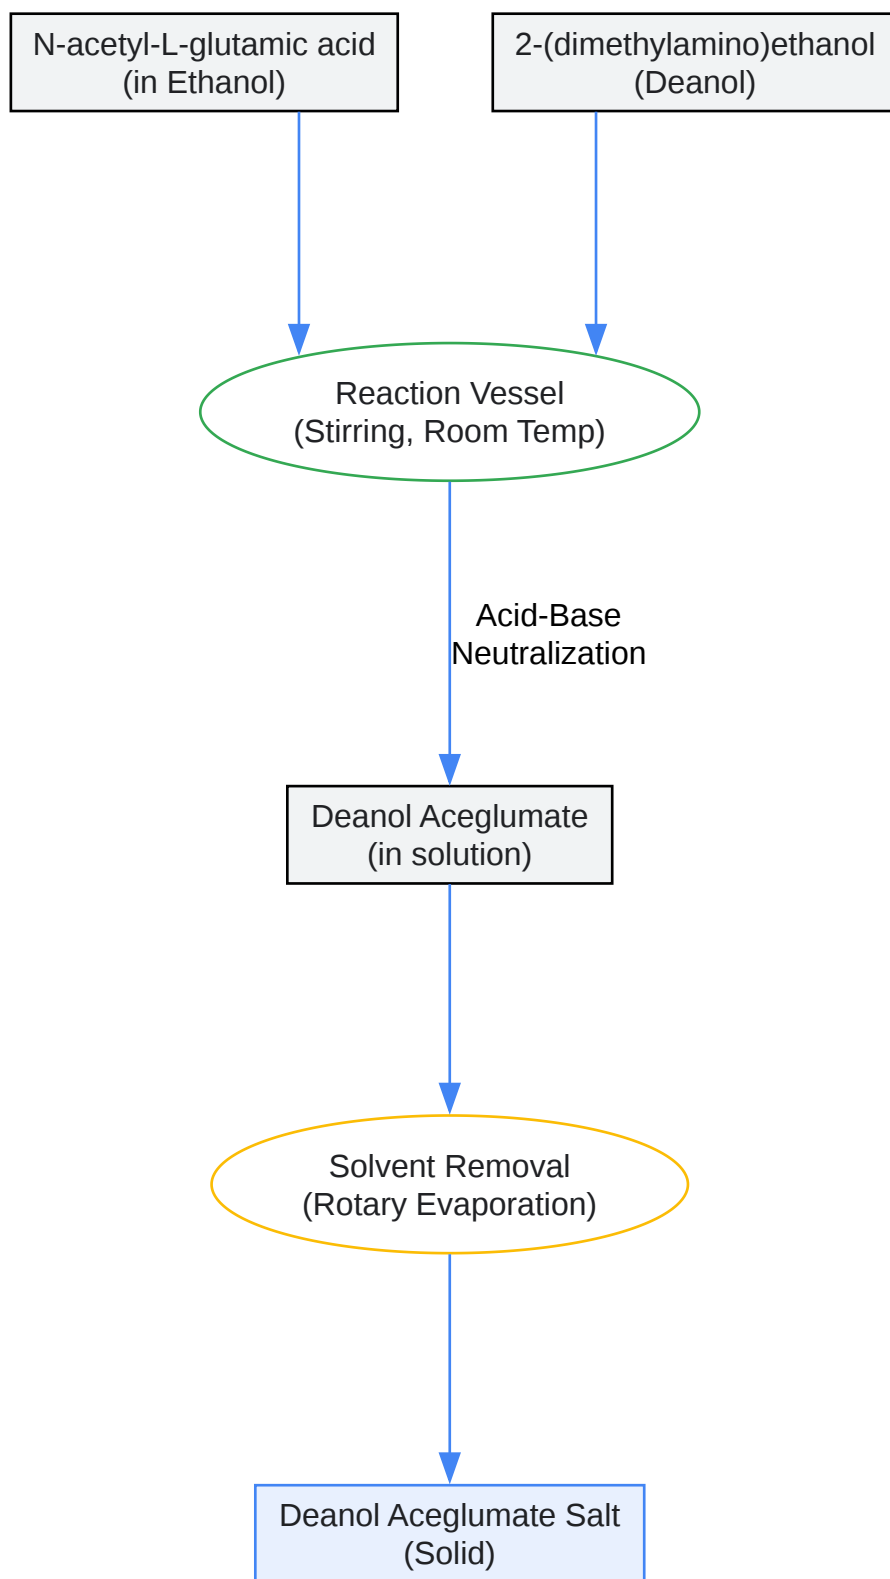 N-acetyl-L-glutamic acid
(in Ethanol)
2-(dimethylamino)ethanol
(Deanol)
Reaction Vessel
(Stirring, Room Temp)
Acid-Base
Neutralization
Deanol Aceglumate
(in solution)
Solvent Removal
(Rotary Evaporation)
Deanol Aceglumate Salt
(Solid)